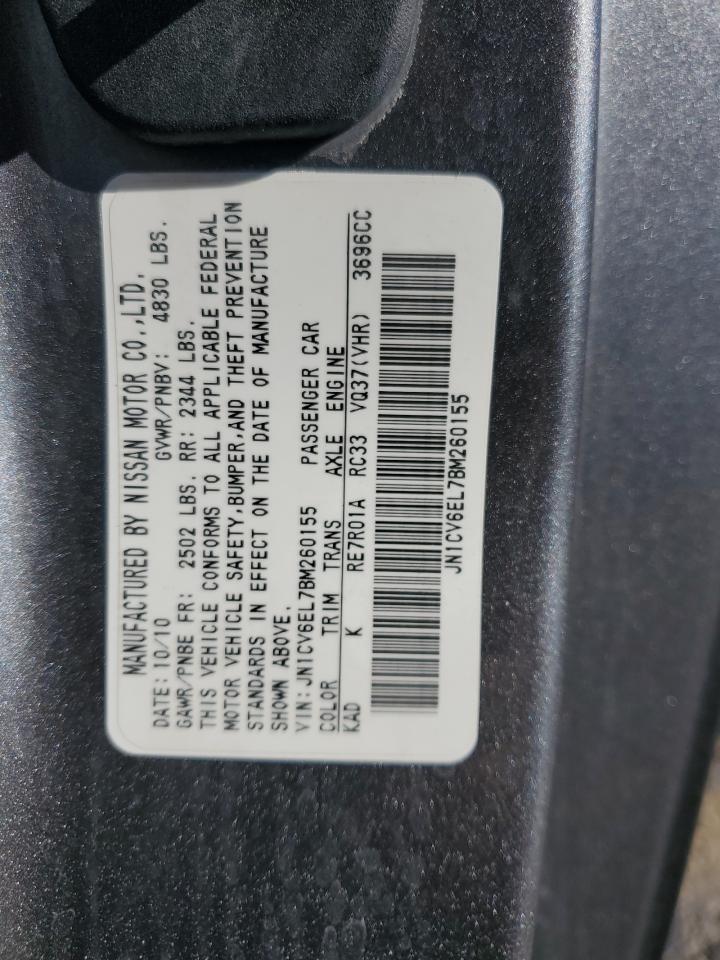 MANUFACTURED BY NISSAN MOTOR CO.,LTD.
DATE: 10/10 GVWR/PNBV: 4830 LBS.
GAWR/PNBE FR: 2502 LBS. RR: 2344 LBS.
THIS VEHICLE CONFORMS TO ALL APPLICABLE FEDERAL
MOTOR VEHICLE SAFETY,BUMPER,AND THEFT PREVENTION
STANDARDS IN EFFECT ON THE DATE OF MANUFACTURE
SHOWN ABOVE.
VIN: JN1CV6EL7BM260155 PASSENGER CAR
COLOR TRIM TRANS AXLE ENGINE
KAD K RE7R01A RC33 VQ37(VHR) 3696CC
JN1CV6EL7BM260155